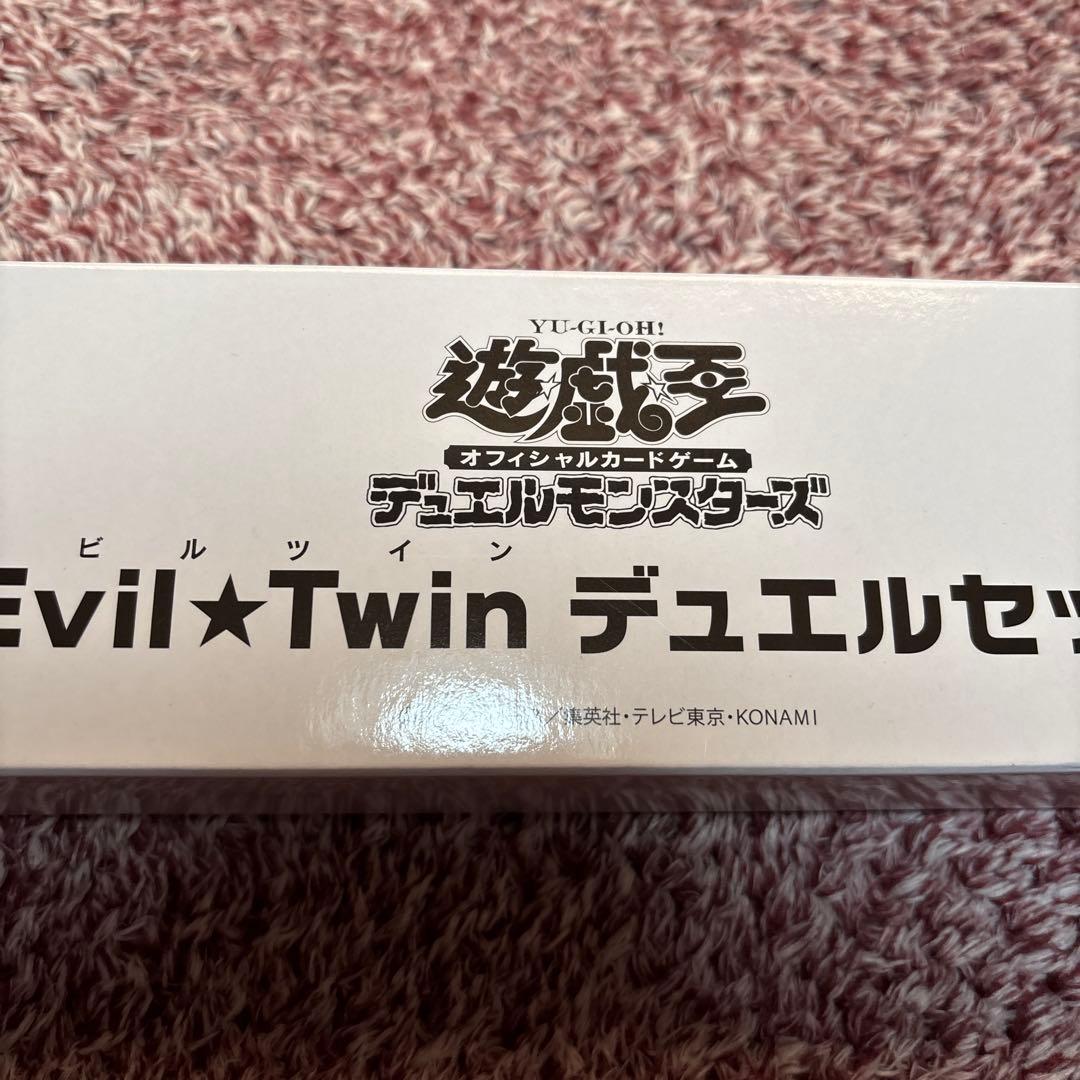 YU-GI-OH!
遊☆戯☆王
オフィシャルカードゲーム
デュエルモンスターズ
ビルツイン
Evil★Twin デュエルセッ
／集英社・テレビ東京・KONAMI